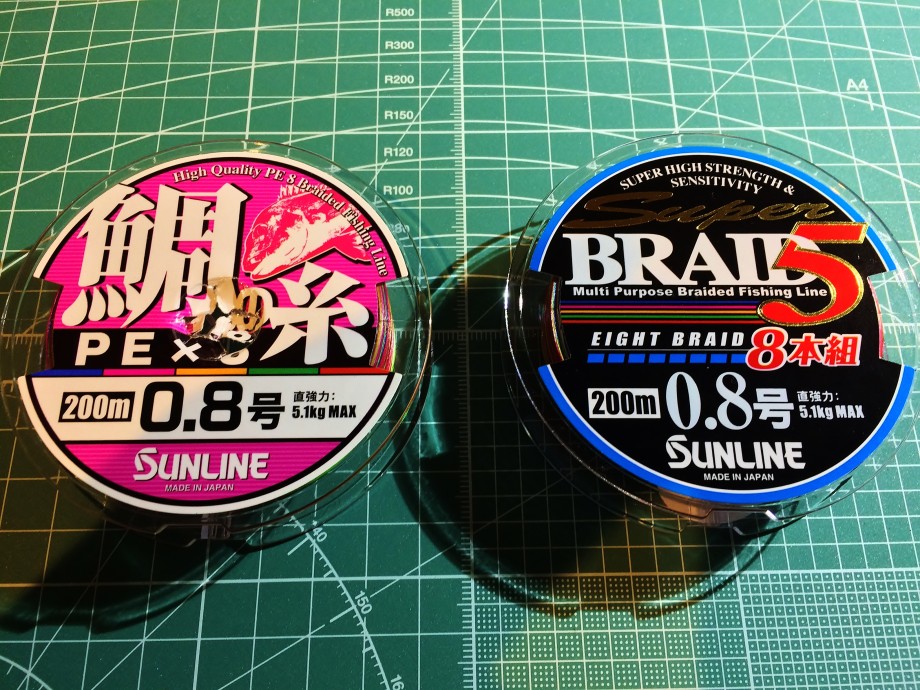 R500
R300
R200
R150
R120
R100
A4
High Quality PE 8 Braided Fishing Line
鯛の糸
PE×8
200m 0.8号 直強力: 5.1kg MAX
SUNLINE
MADE IN JAPAN
SUPER HIGH STRENGTH & SENSITIVITY
Super
BRAID 5
Multi Purpose Braided Fishing Line
EIGHT BRAID 8本組
200m 0.8号 直強力: 5.1kg MAX
SUNLINE
MADE IN JAPAN
140
150